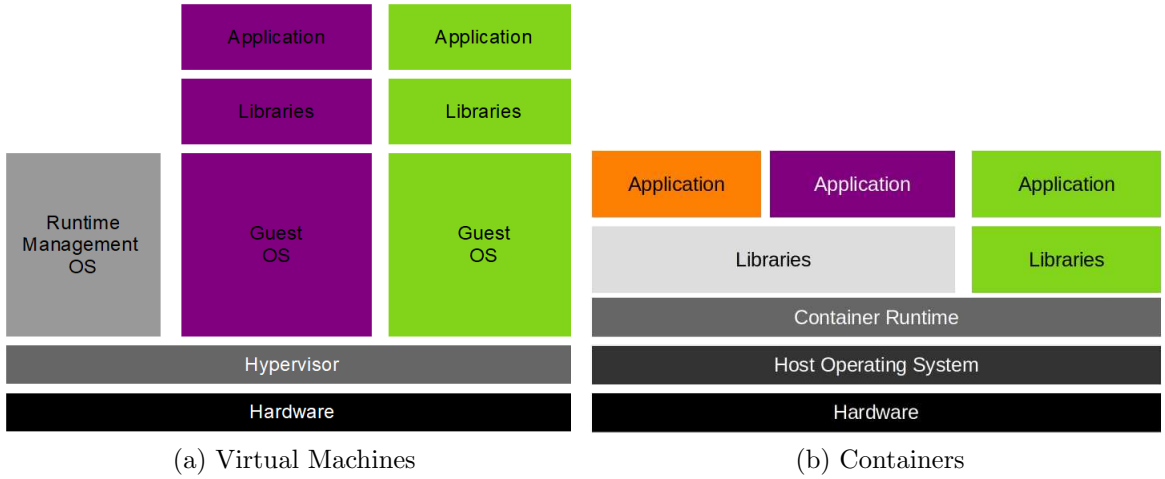 Application
Application
Libraries
Libraries
Runtime
Management
OS
Guest
OS
Guest
OS
Hypervisor
Hardware
(a) Virtual Machines
Application
Application
Application
Libraries
Libraries
Container Runtime
Host Operating System
Hardware
(b) Containers